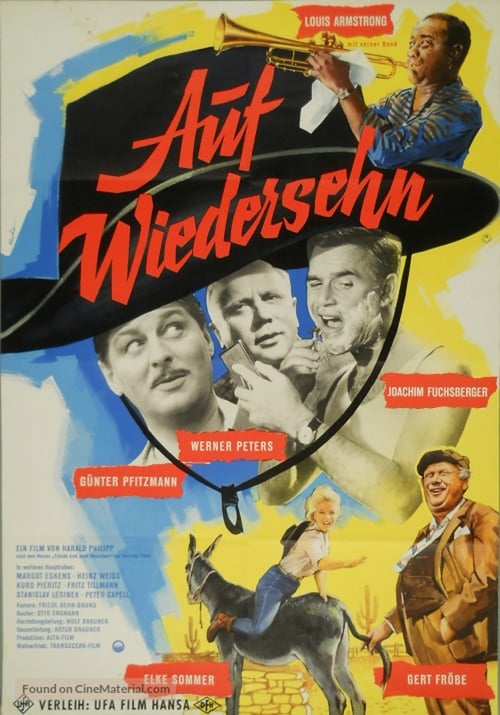 LOUIS ARMSTRONG
mit seiner Band
Auf
Wiedersehn
JOACHIM FUCHSBERGER
WERNER PETERS
GÜNTER PFITZMANN
EIN FILM VON HARALD PHILIPP
In weiteren Hauptrollen:
MARGOT ESKENS · HEINZ WEISS
KURD PIERITZ · FRITZ TILLMANN
STANISLAV LEDINEK · PETER CAPELL
Kamera: FRIEDL BEHN-GRUND
Bauten: OTTO ERDMANN
Herstellungsleitung: WOLF BRAUNER
Gesamtleitung: ARTUR BRAUNER
Produktion: ALFA-FILM
Weltvertrieb: TRANSOCEAN-FILM
ELKE SOMMER
GERT FRÖBE
Found on CineMaterial.com
VERLEIH: UFA FILM HANSA